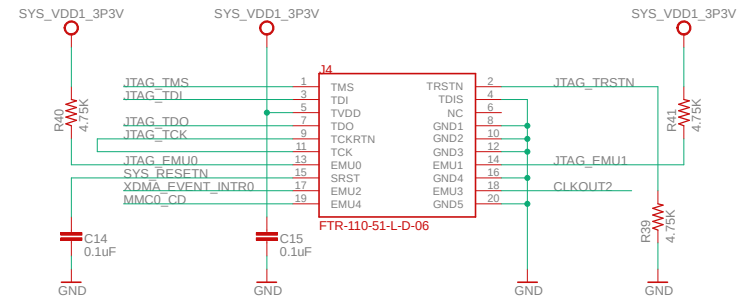 SYS_VDD1_3P3V
SYS_VDD1_3P3V
SYS_VDD1_3P3V
J4
JTAG_TMS 1 TMS TRSTN 2 JTAG_TRSTN
JTAG_TDI 3 TDI TDIS 4
5 TVDD NC 6
JTAG_TDO 7 TDO GND1 8
JTAG_TCK 9 TCKRTN GND2 10
11 TCK GND3 12
JTAG_EMU0 13 EMU0 EMU1 14 JTAG_EMU1
SYS_RESETN 15 SRST GND4 16
XDMA_EVENT_INTR0 17 EMU2 EMU3 18 CLKOUT2
MMC0_CD 19 EMU4 GND5 20
FTR-110-51-L-D-06
R40
4.75K
R41
4.75K
R39
4.75K
C14
0.1uF
C15
0.1uF
GND
GND
GND
GND